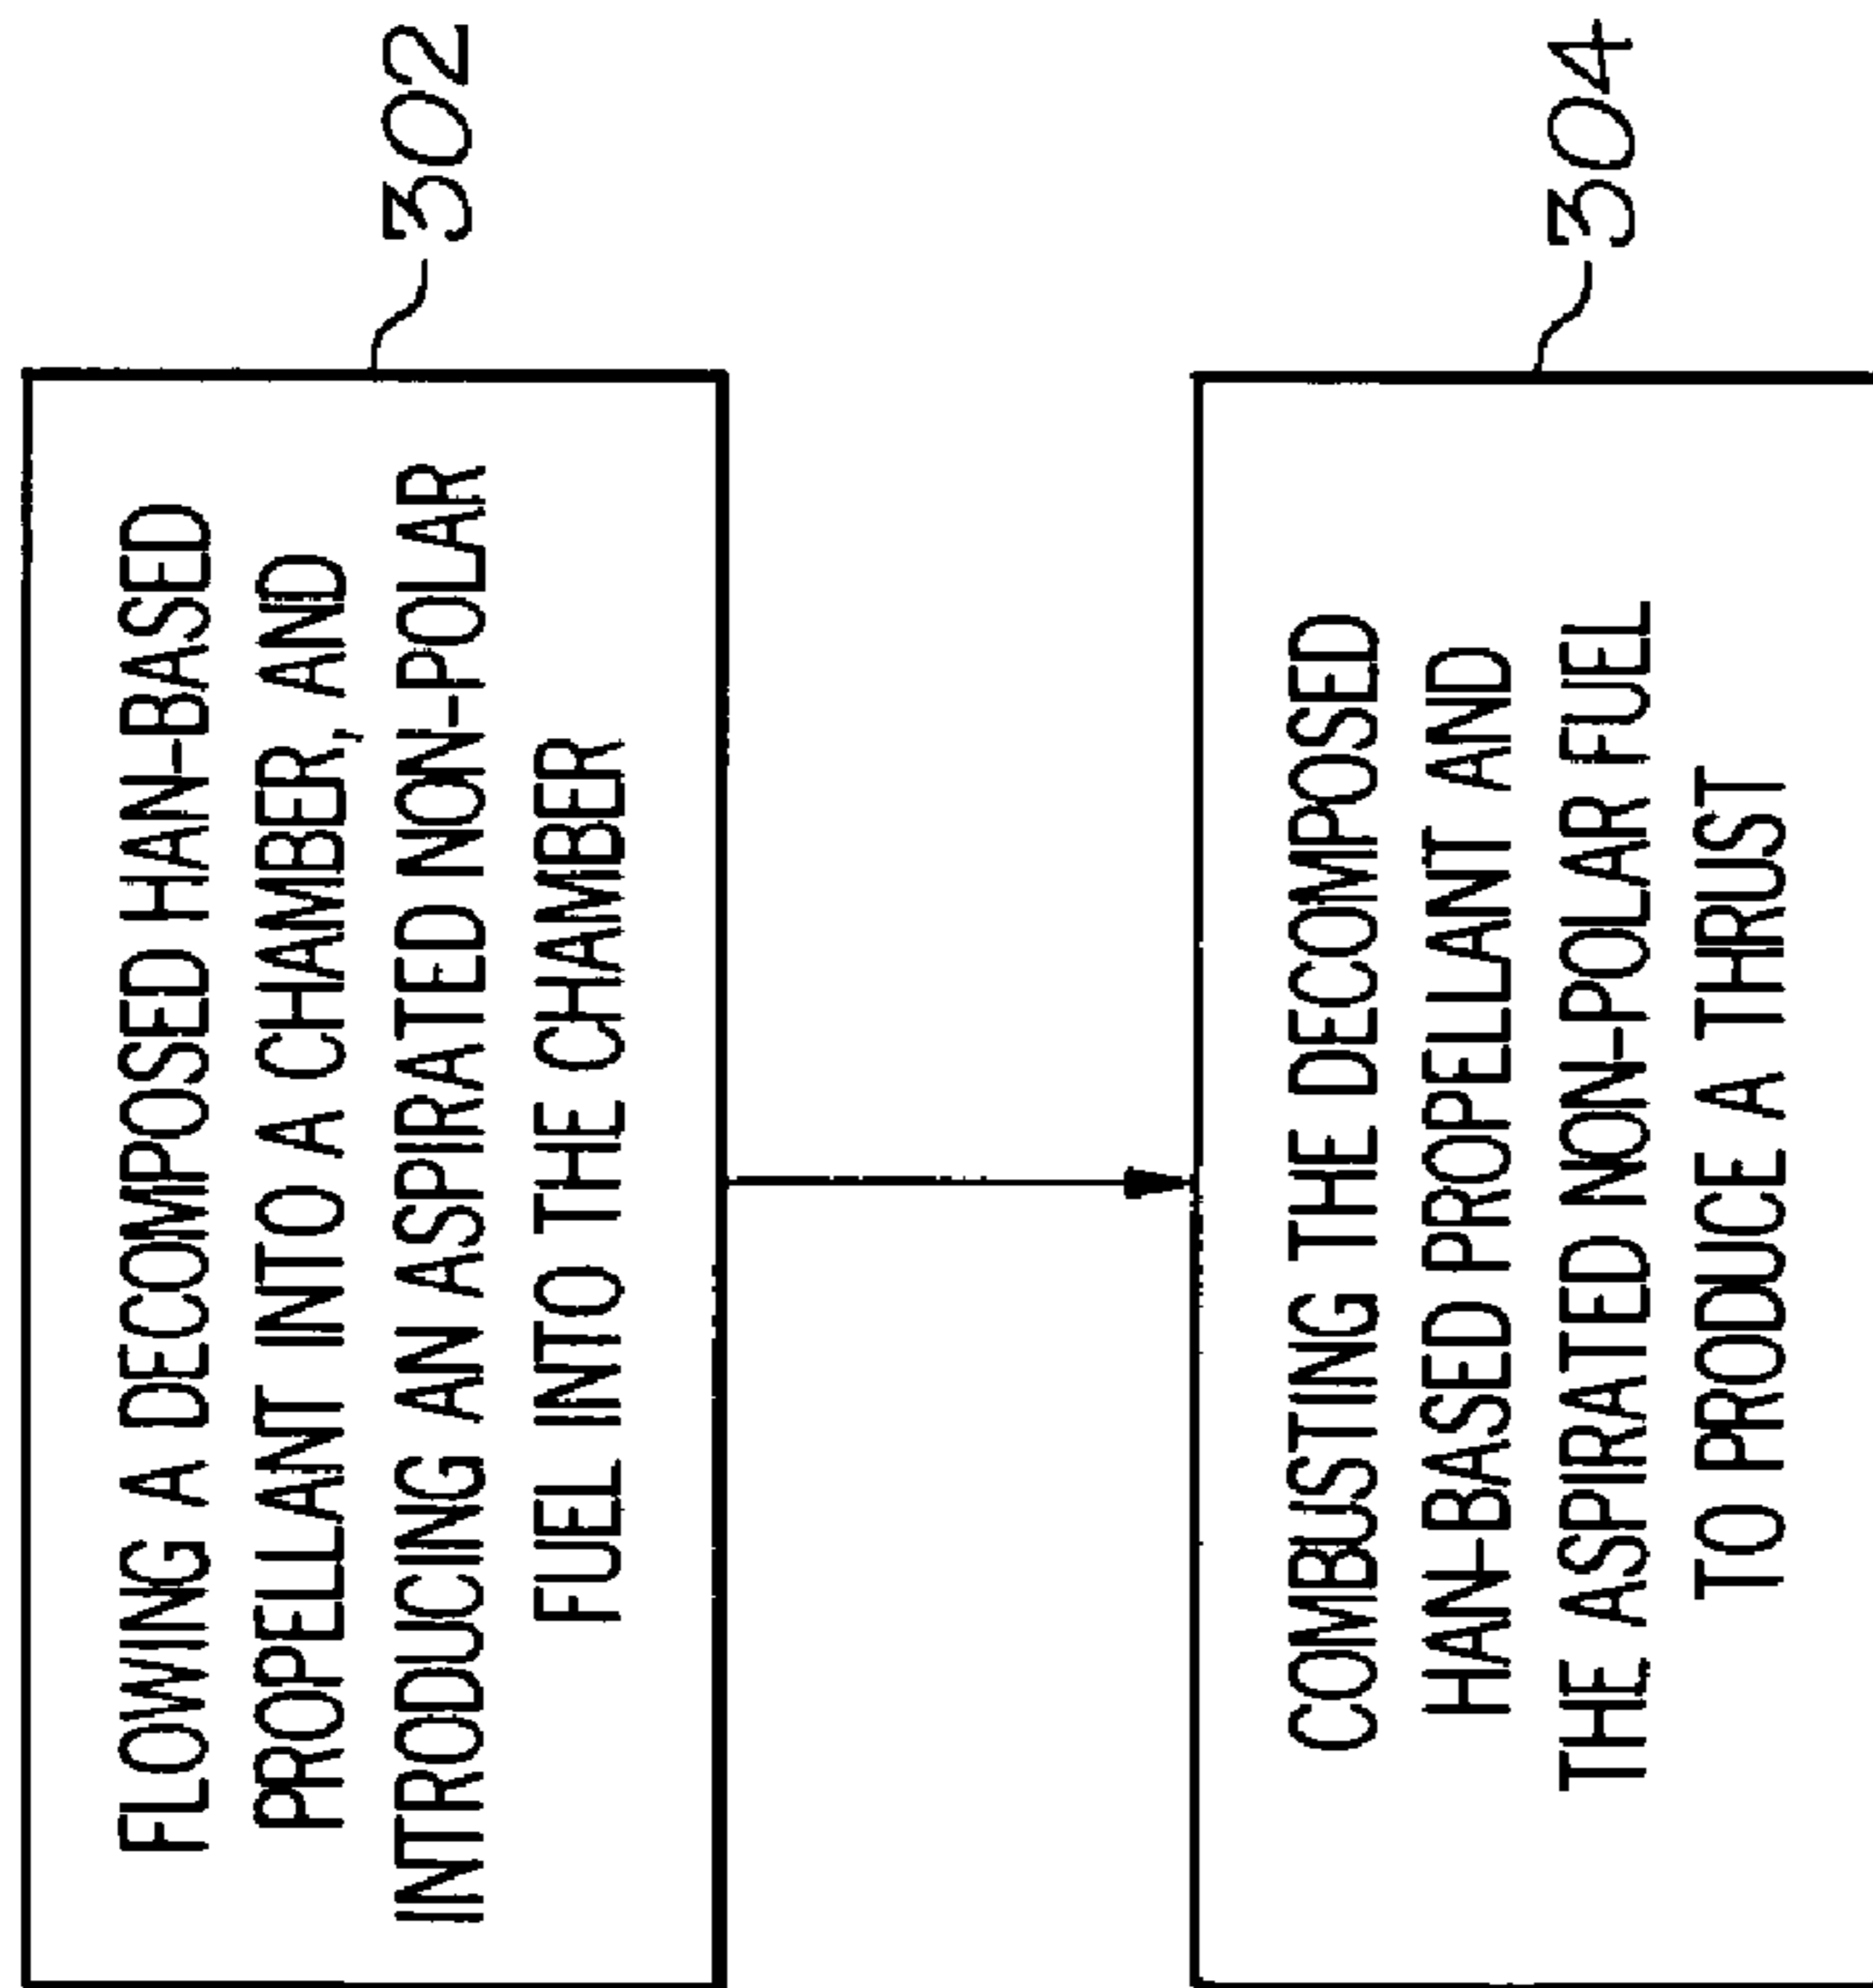 FLOWING A DECOMPOSED HAN-BASED
PROPELLANT INTO A CHAMBER, AND
INTRODUCING AN ASPIRATED NON-POLAR
FUEL INTO THE CHAMBER
302
COMBUSTING THE DECOMPOSED
HAN-BASED PROPELLANT AND
THE ASPIRATED NON-POLAR FUEL
TO PRODUCE A THRUST
304